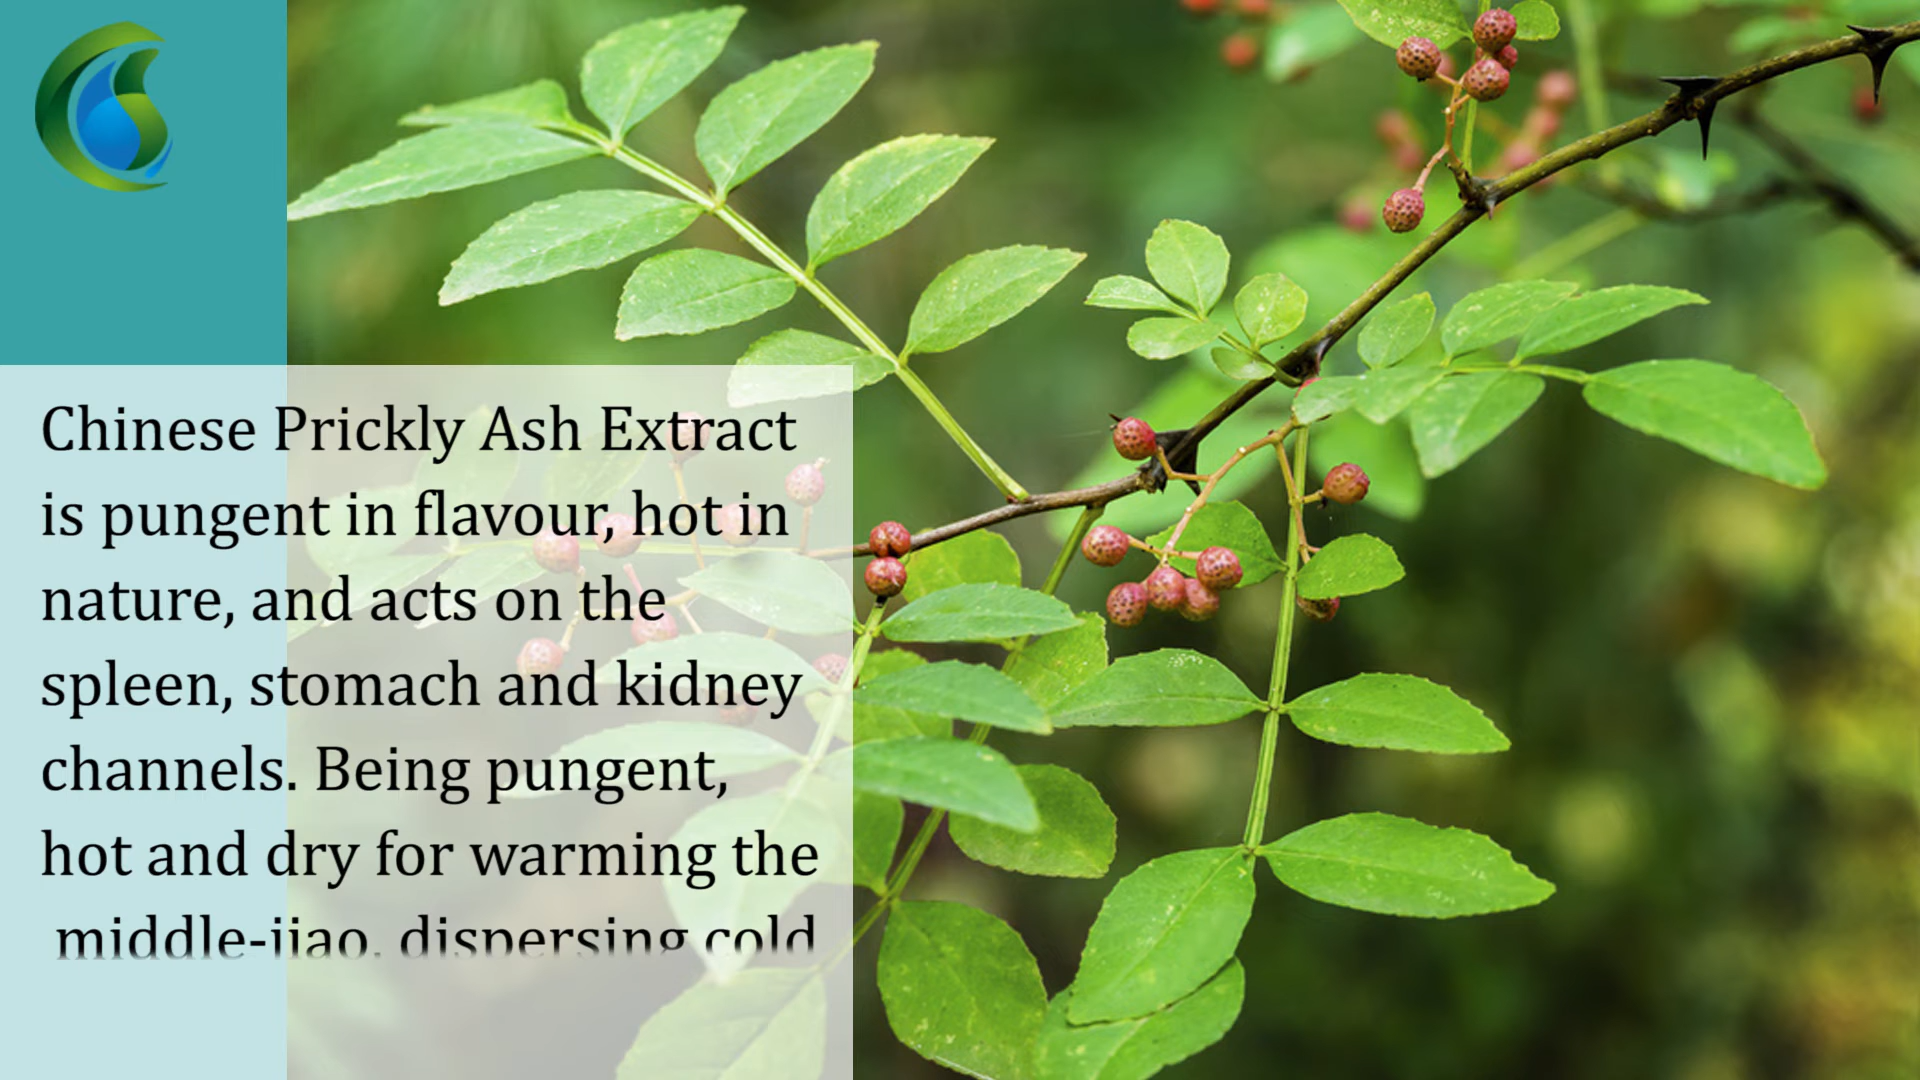 Chinese Prickly Ash Extract
is pungent in flavour, hot in
nature, and acts on the
spleen, stomach and kidney
channels. Being pungent,
hot and dry for warming the
middle-jiao, dispersing cold